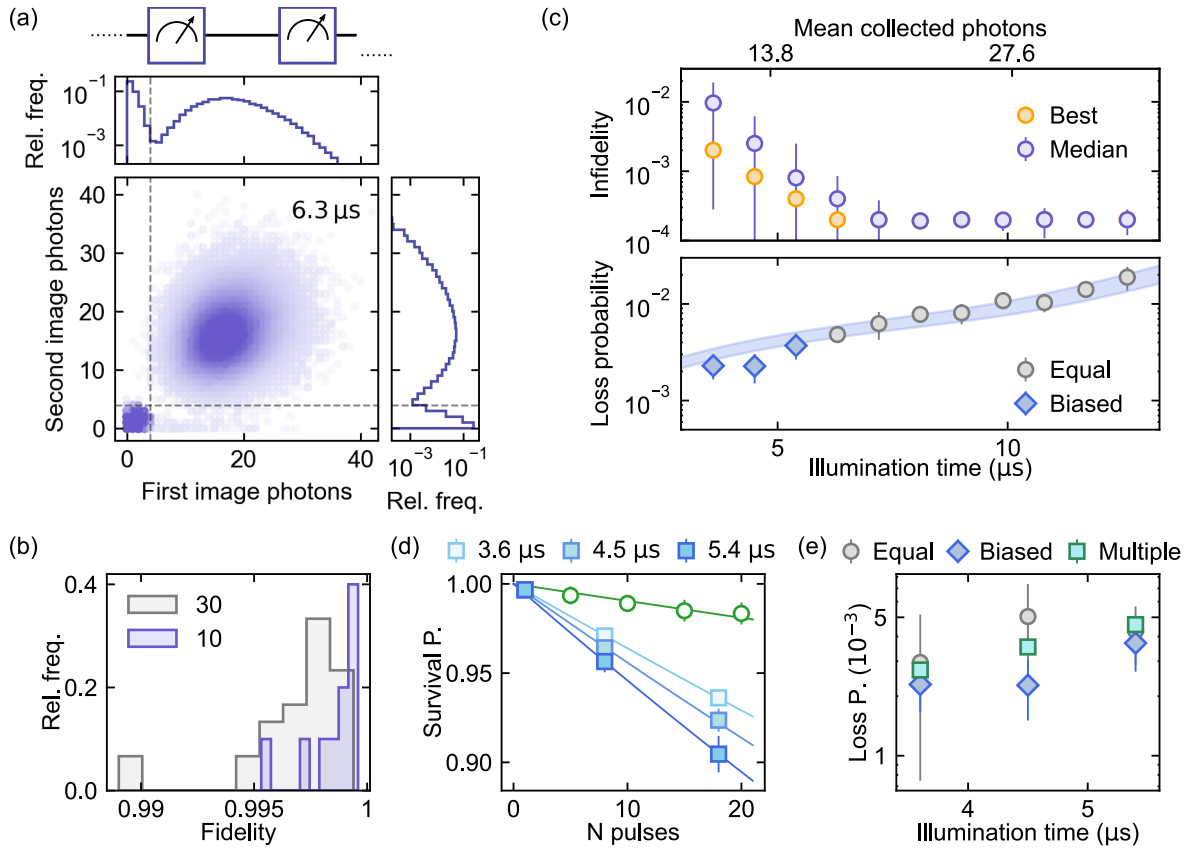 (a)
Rel. freq.
10⁻¹
10⁻³
Second image photons
40
30
20
10
0
6.3 μs
0
20
40
First image photons
10⁻³
10⁻¹
Rel. freq.
(b)
Rel. freq.
0.4
0.2
0.0
30
10
0.99
0.995
1
Fidelity
(c)
Mean collected photons
13.8
27.6
Infidelity
10⁻²
10⁻³
10⁻⁴
Best
Median
Loss probability
10⁻²
10⁻³
Equal
Biased
5
10
Illumination time (μs)
(d)
3.6 μs
4.5 μs
5.4 μs
Survival P.
1.00
0.95
0.90
0
10
20
N pulses
(e)
Equal
Biased
Multiple
Loss P. (10⁻³)
5
1
4
5
Illumination time (μs)